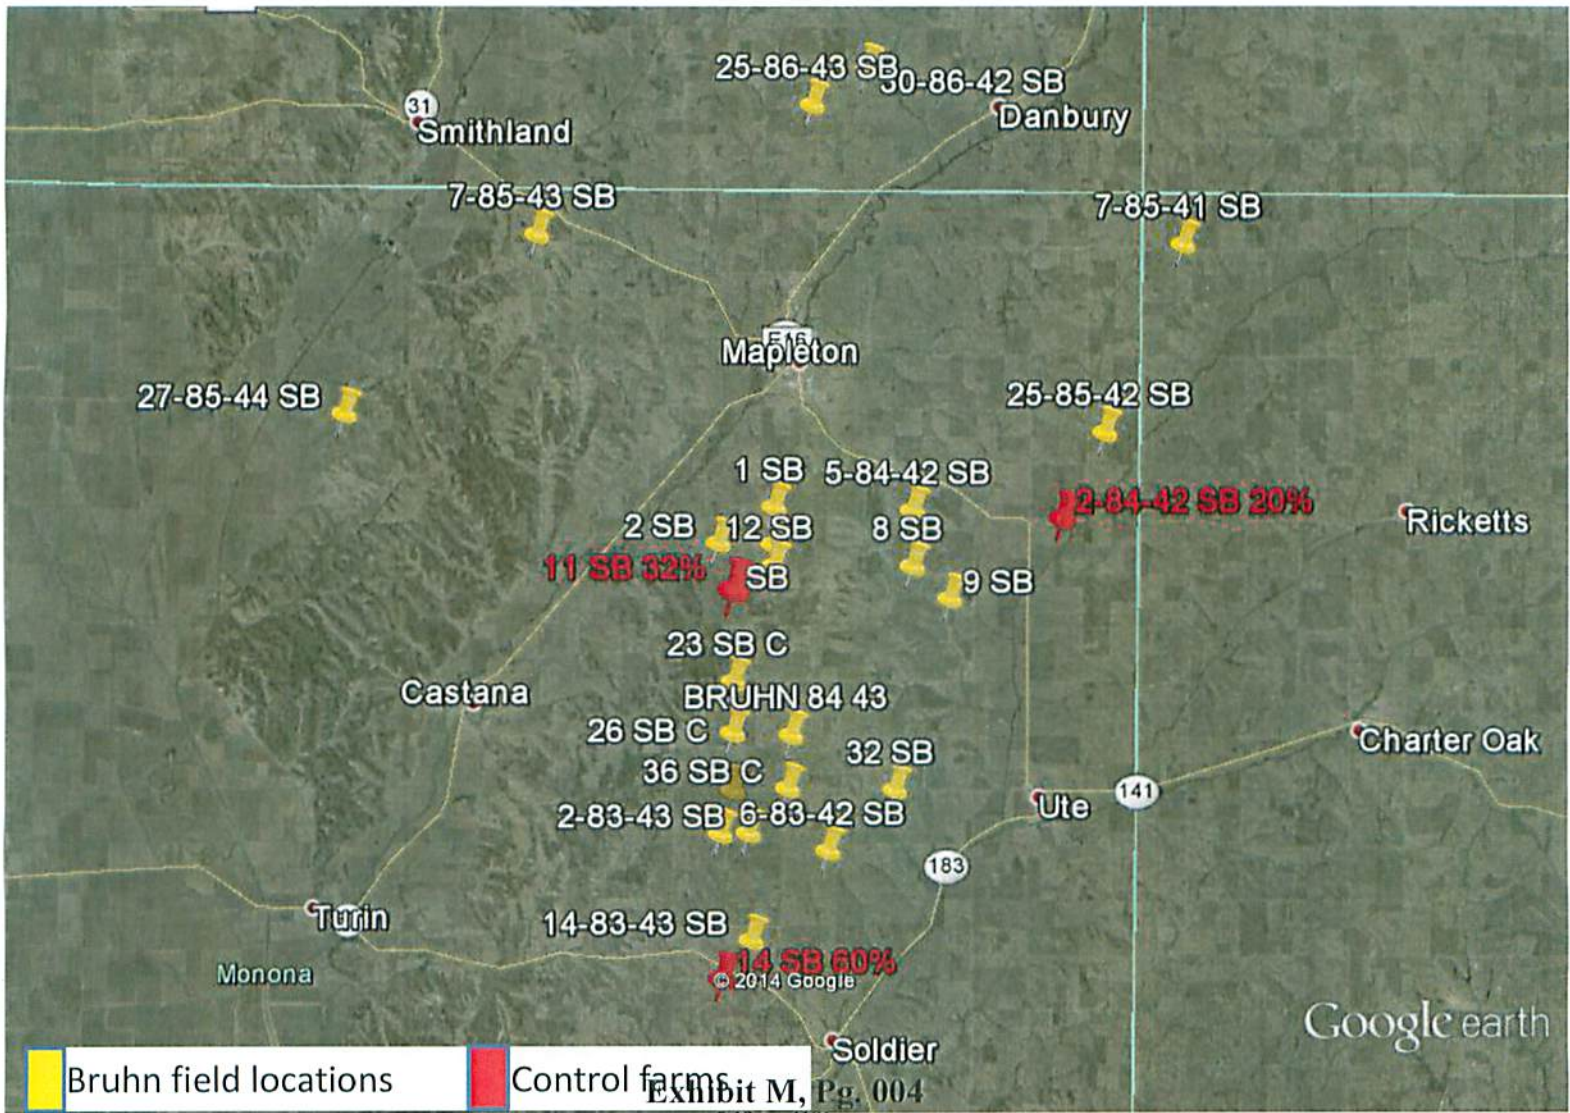 25-86-43 SB
30-86-42 SB
31
Smithland
Danbury
7-85-43 SB
7-85-41 SB
E16
Mapleton
27-85-44 SB
25-85-42 SB
1 SB
5-84-42 SB
2-84-42 SB 20%
Ricketts
2 SB
12 SB
8 SB
11 SB 32%
SB
9 SB
23 SB C
Castana
BRUHN 84 43
26 SB C
32 SB
Charter Oak
36 SB C
2-83-43 SB
6-83-42 SB
Ute
141
183
Turin
14-83-43 SB
14 SB 60%
Monona
© 2014 Google
Google earth
Soldier
Bruhn field locations
Control farms
Exhibit M, Pg. 004